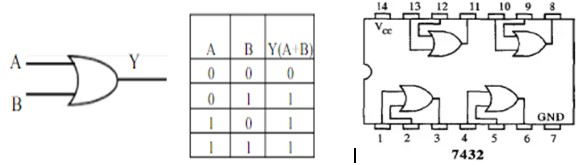 A
B
Y
A B Y(A+B)
0 0 0
0 1 1
1 0 1
1 1 1
14 13 12 11 10 9 8
Vcc
GND
1 2 3 4 5 6 7
7432